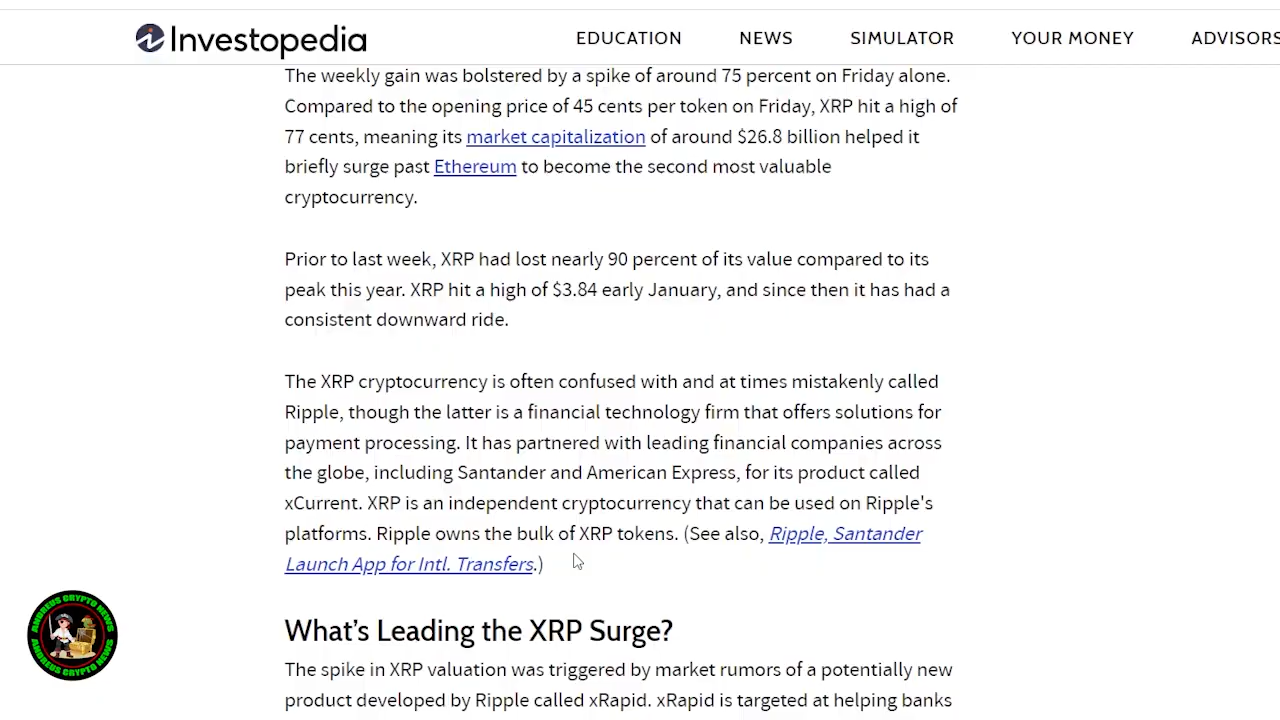 Investopedia
EDUCATION NEWS SIMULATOR YOUR MONEY ADVISORS
The weekly gain was bolstered by a spike of around 75 percent on Friday alone.
Compared to the opening price of 45 cents per token on Friday, XRP hit a high of
77 cents, meaning its market capitalization of around $26.8 billion helped it
briefly surge past Ethereum to become the second most valuable
cryptocurrency.
Prior to last week, XRP had lost nearly 90 percent of its value compared to its
peak this year. XRP hit a high of $3.84 early January, and since then it has had a
consistent downward ride.
The XRP cryptocurrency is often confused with and at times mistakenly called
Ripple, though the latter is a financial technology firm that offers solutions for
payment processing. It has partnered with leading financial companies across
the globe, including Santander and American Express, for its product called
xCurrent. XRP is an independent cryptocurrency that can be used on Ripple's
platforms. Ripple owns the bulk of XRP tokens. (See also, Ripple, Santander
Launch App for Intl. Transfers.)
What's Leading the XRP Surge?
The spike in XRP valuation was triggered by market rumors of a potentially new
product developed by Ripple called xRapid. xRapid is targeted at helping banks
ANDREUS CRYPTO NEWS
ANDREUS CRYPTO NEWS